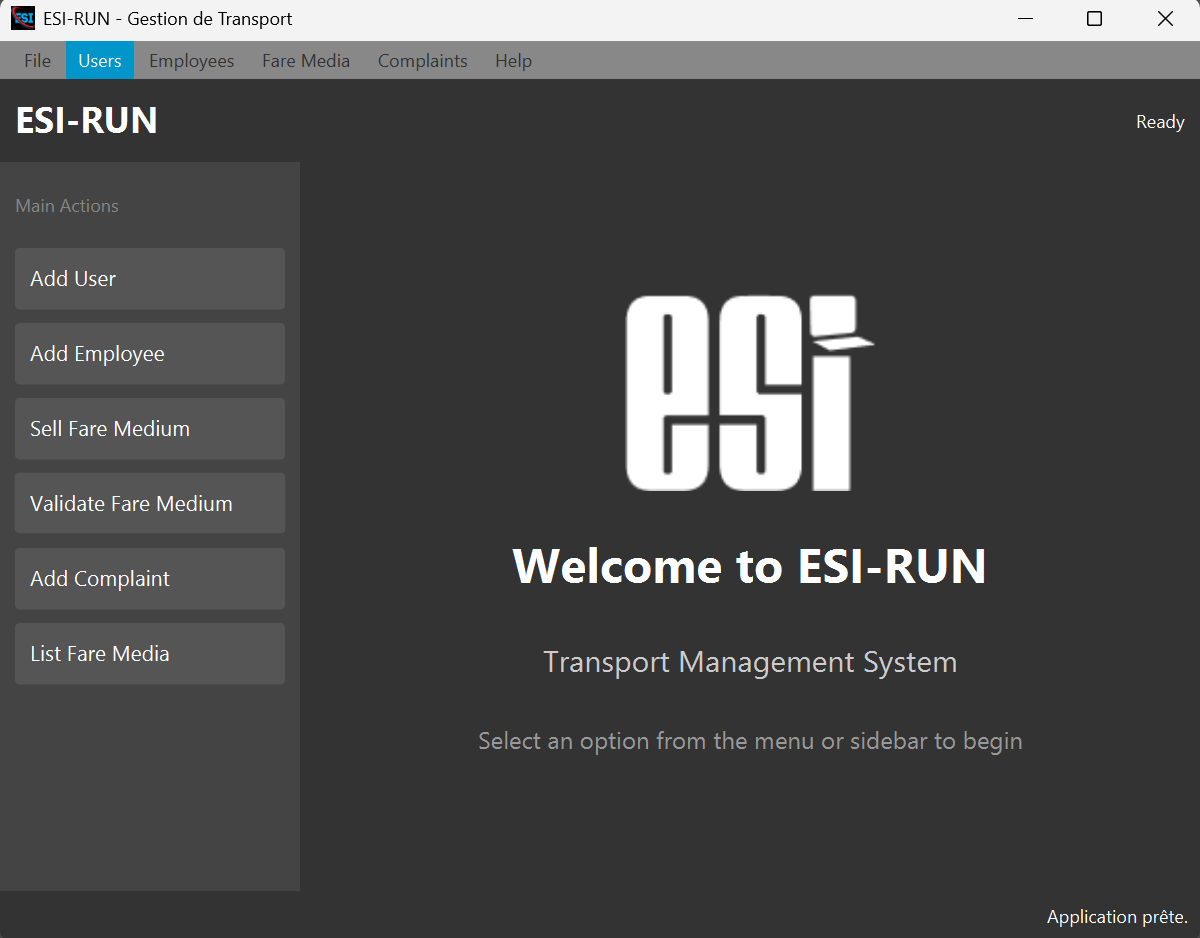 ESI ESI-RUN - Gestion de Transport
File Users Employees Fare Media Complaints Help
ESI-RUN
Ready
Main Actions
Add User
Add Employee
Sell Fare Medium
Validate Fare Medium
Add Complaint
List Fare Media
esi
Welcome to ESI-RUN
Transport Management System
Select an option from the menu or sidebar to begin
Application prête.